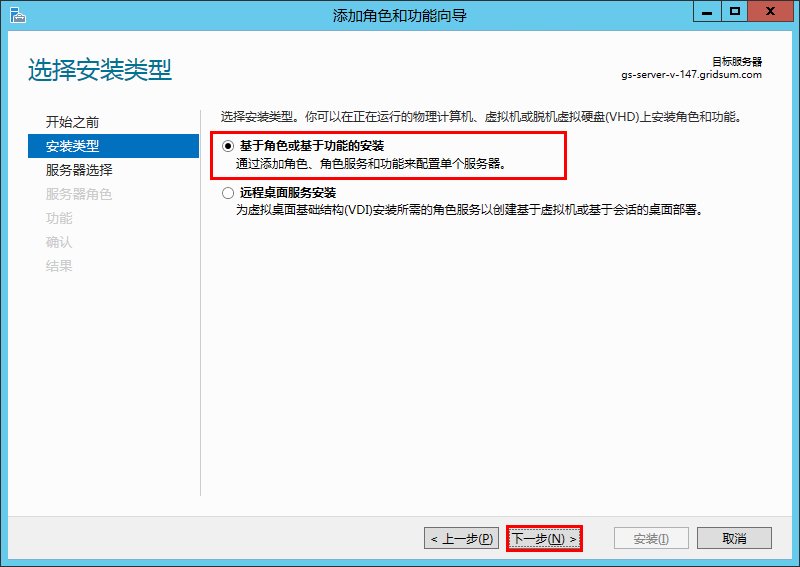 添加角色和功能向导
选择安装类型
目标服务器
gs-server-v-147.gridsum.com
开始之前
安装类型
服务器选择
服务器角色
功能
确认
结果
选择安装类型。你可以在正在运行的物理计算机、虚拟机或脱机虚拟硬盘(VHD)上安装角色和功能。
基于角色或基于功能的安装
通过添加角色、角色服务和功能来配置单个服务器。
远程桌面服务安装
为虚拟桌面基础结构(VDI)安装所需的角色服务以创建基于虚拟机或基于会话的桌面部署。
< 上一步(P)
下一步(N) >
安装(I)
取消